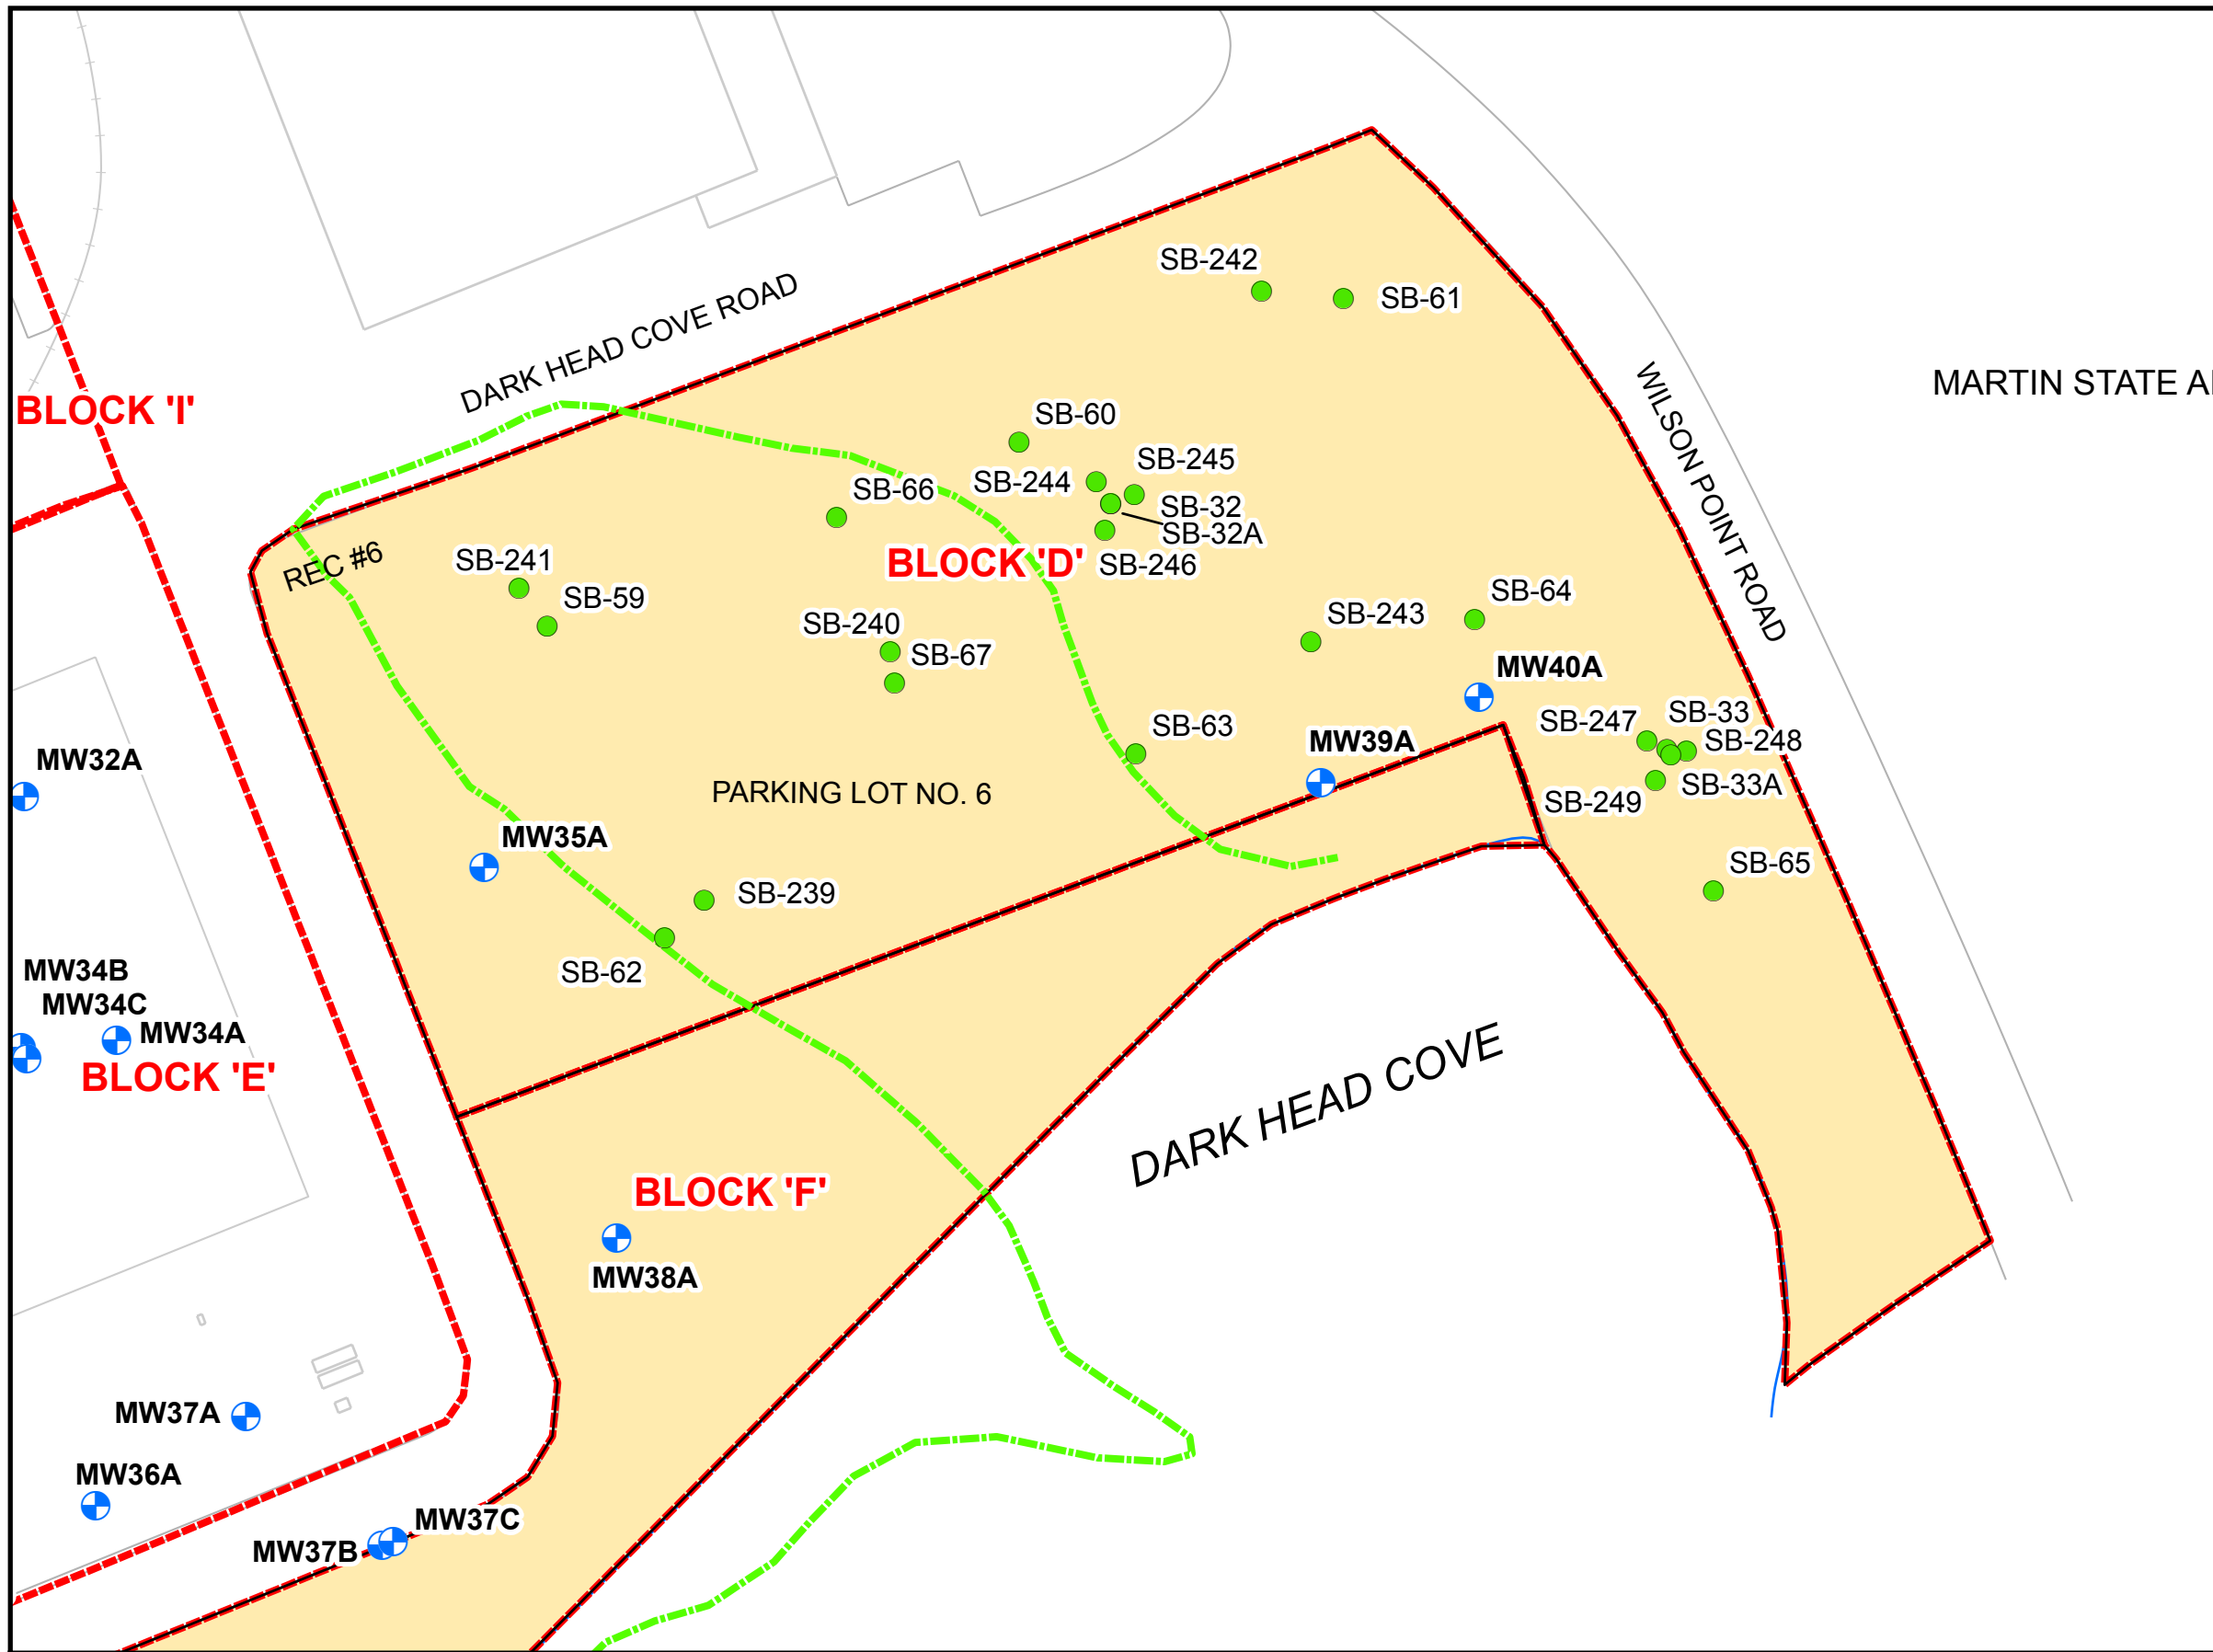 SB-242
SB-61
DARK HEAD COVE ROAD
MARTIN STATE
BLOCK 'I'
WILSON POINT ROAD
SB-60
SB-245
SB-244
SB-66
SB-32
SB-32A
BLOCK 'D'
SB-246
REC #6
SB-241
SB-59
SB-64
SB-243
SB-240
SB-67
MW40A
SB-33
SB-247
SB-63
MW39A
SB-248
MW32A
SB-33A
PARKING LOT NO. 6
SB-249
MW35A
SB-65
SB-239
MW34B
SB-62
MW34C
MW34A
BLOCK 'E'
DARK HEAD COVE
BLOCK 'F'
MW38A
MW37A
MW36A
MW37C
MW37B